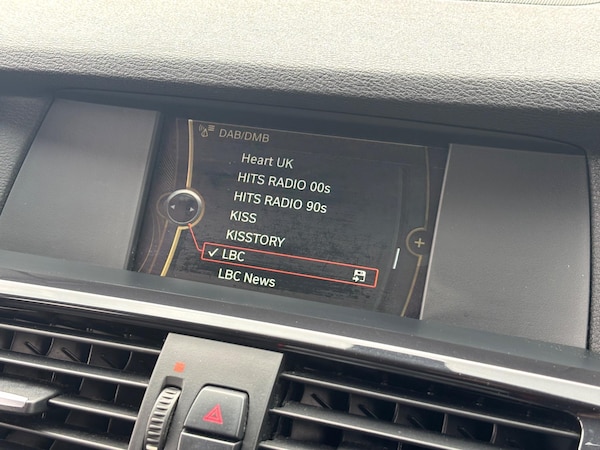 DAB/DMB
Heart UK
HITS RADIO 00s
HITS RADIO 90s
KISS
KISSTORY
✓ LBC
LBC News